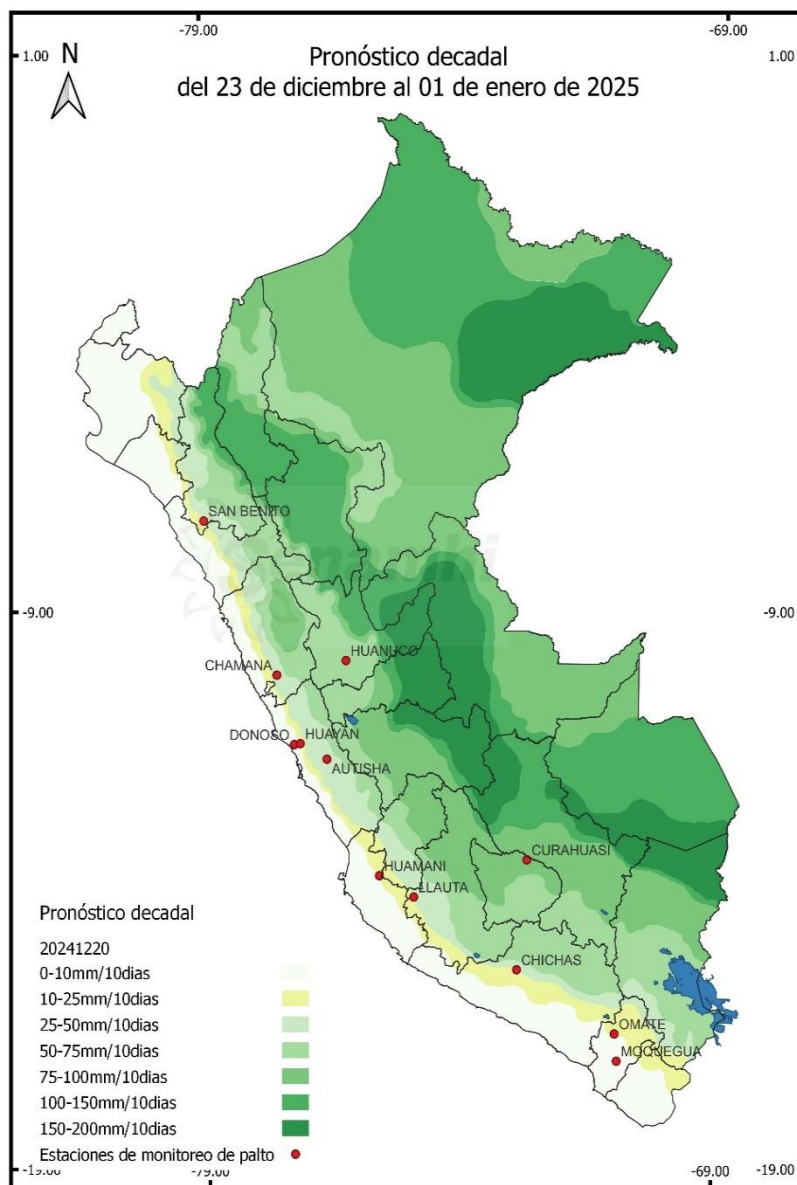 -79.00
-69.00
1.00
1.00
N
Pronóstico decadal
del 23 de diciembre al 01 de enero de 2025
senamhi
SAN BENITO
-9.00
-9.00
HUANUCO
CHAMANA
DONOSO
HUAYAN
AUTISHA
CURAHUASI
HUAMANI
LLAUTA
CHICHAS
OMATE
MOQUEGUA
Pronóstico decadal
20241220
0-10mm/10dias
10-25mm/10dias
25-50mm/10dias
50-75mm/10dias
75-100mm/10dias
100-150mm/10dias
150-200mm/10dias
Estaciones de monitoreo de palto
-19.00
-79.00
-69.00
-19.00